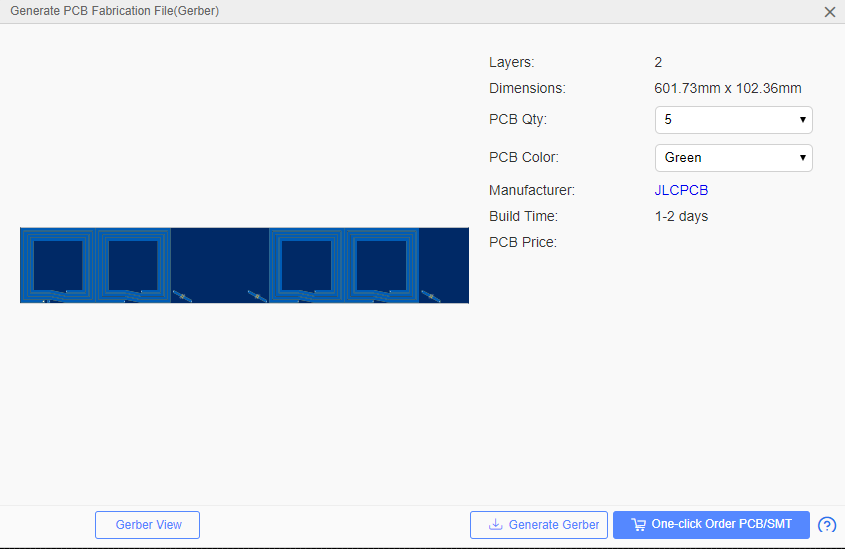 Generate PCB Fabrication File(Gerber)
Layers: 2
Dimensions: 601.73mm x 102.36mm
PCB Qty: 5
PCB Color: Green
Manufacturer: JLCPCB
Build Time: 1-2 days
PCB Price:
Gerber View
Generate Gerber
One-click Order PCB/SMT
?